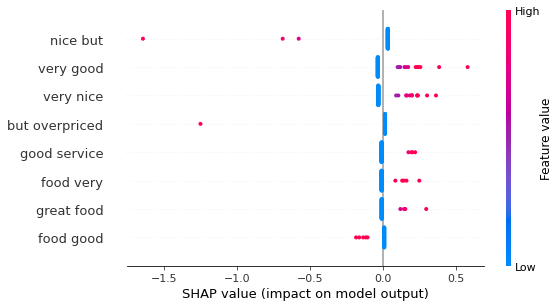 High
nice but
very good
very nice
but overpriced
good service
food very
great food
food good
Feature value
Low
−1.5 −1.0 −0.5 0.0 0.5
SHAP value (impact on model output)